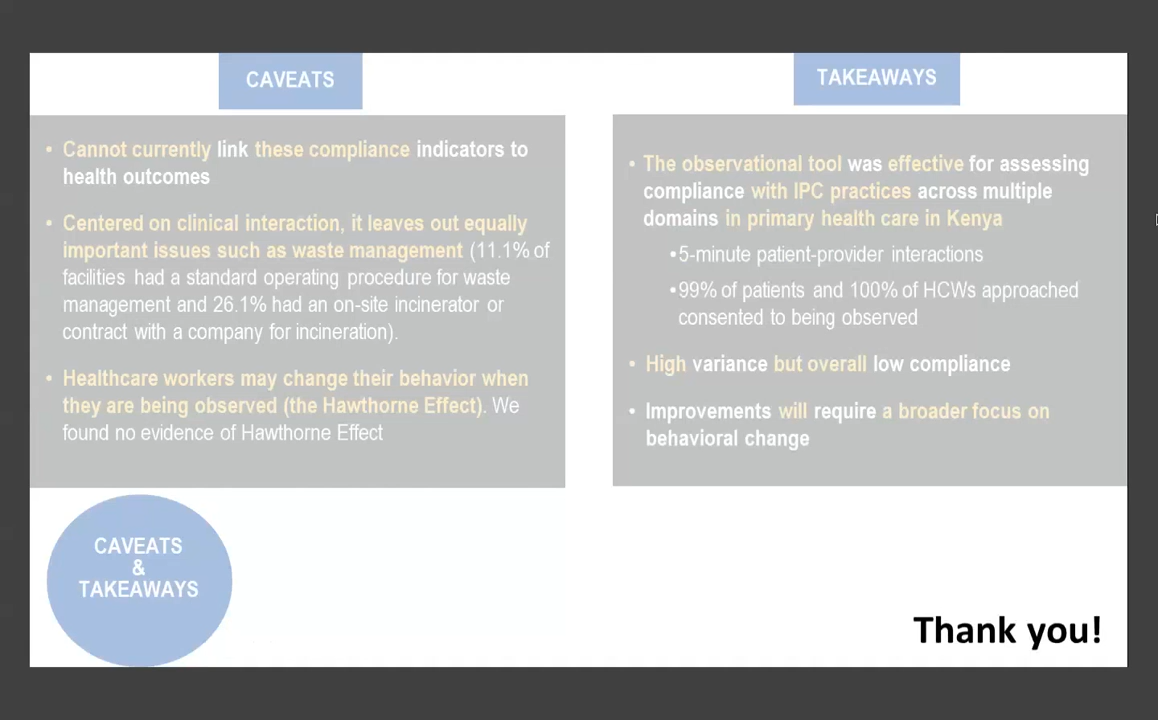 CAVEATS
• Cannot currently link these compliance indicators to
health outcomes
• Centered on clinical interaction, it leaves out equally
important issues such as waste management (11.1% of
facilities had a standard operating procedure for waste
management and 26.1% had an on-site incinerator or
contract with a company for incineration).
• Healthcare workers may change their behavior when
they are being observed (the Hawthorne Effect). We
found no evidence of Hawthorne Effect
TAKEAWAYS
• The observational tool was effective for assessing
compliance with IPC practices across multiple
domains in primary health care in Kenya
•5-minute patient-provider interactions
•99% of patients and 100% of HCWs approached
consented to being observed
• High variance but overall low compliance
• Improvements will require a broader focus on
behavioral change
CAVEATS
&
TAKEAWAYS
Thank you!